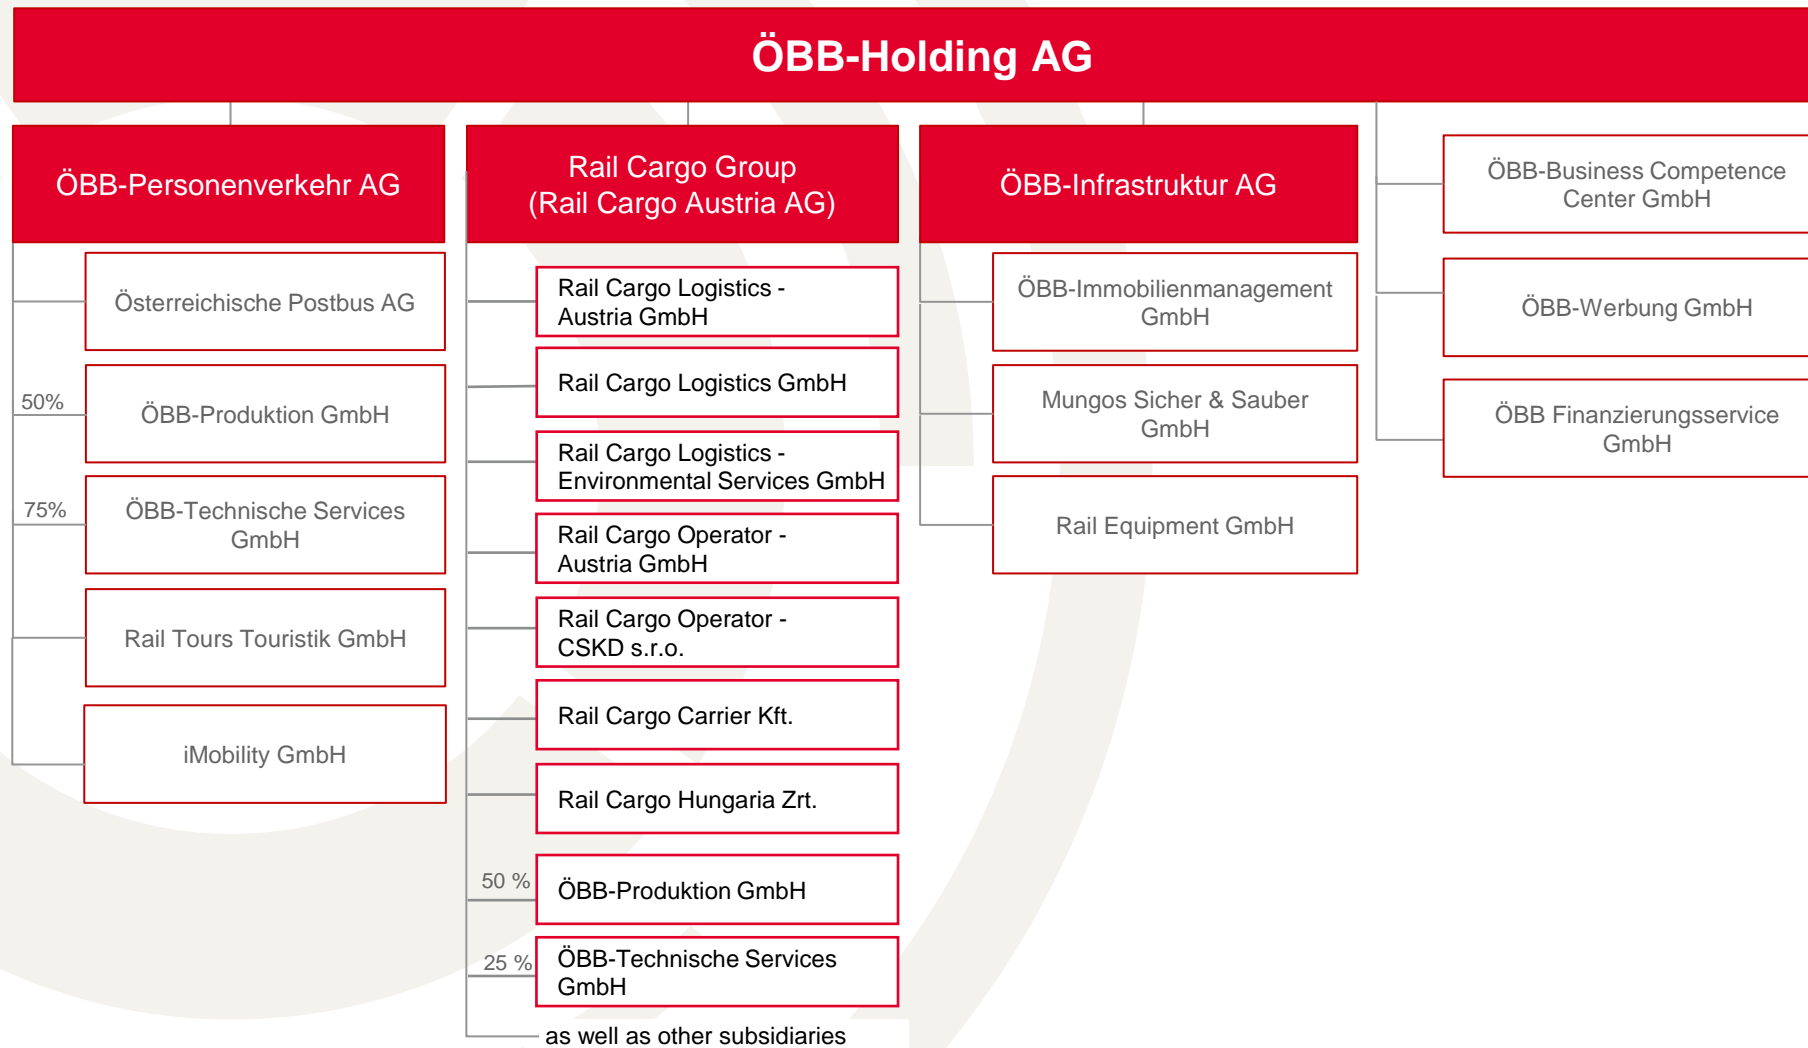 ÖBB-Holding AG
ÖBB-Personenverkehr AG
Österreichische Postbus AG
50%
ÖBB-Produktion GmbH
75%
ÖBB-Technische Services
GmbH
Rail Tours Touristik GmbH
iMobility GmbH
Rail Cargo Group
(Rail Cargo Austria AG)
Rail Cargo Logistics -
Austria GmbH
Rail Cargo Logistics GmbH
Rail Cargo Logistics -
Environmental Services GmbH
Rail Cargo Operator -
Austria GmbH
Rail Cargo Operator -
CSKD s.r.o.
Rail Cargo Carrier Kft.
Rail Cargo Hungaria Zrt.
50 %
ÖBB-Produktion GmbH
25 %
ÖBB-Technische Services
GmbH
as well as other subsidiaries
ÖBB-Infrastruktur AG
ÖBB-Immobilienmanagement
GmbH
Mungos Sicher & Sauber
GmbH
Rail Equipment GmbH
ÖBB-Business Competence
Center GmbH
ÖBB-Werbung GmbH
ÖBB Finanzierungsservice
GmbH